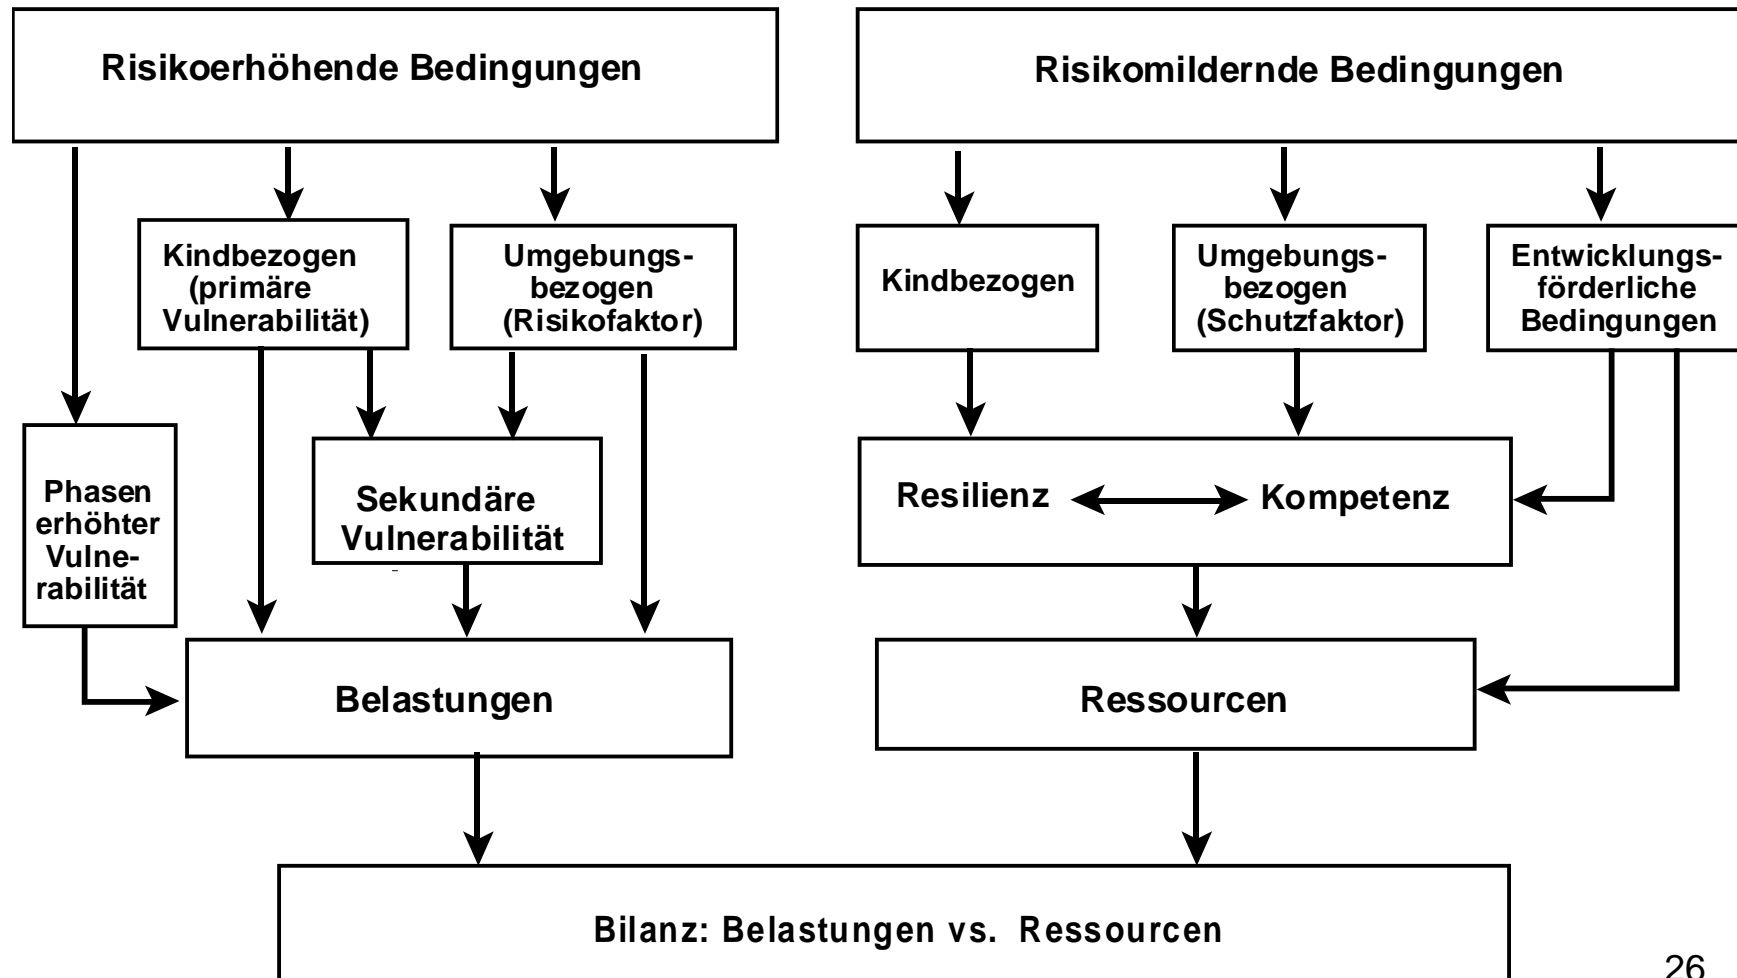 Risikoerhöhende Bedingungen
Risikomildernde Bedingungen
Kindbezogen
(primäre
Vulnerabilität)
Umgebungs-
bezogen
(Risikofaktor)
Kindbezogen
Umgebungs-
bezogen
(Schutzfaktor)
Entwicklungs-
förderliche
Bedingungen
Phasen
erhöhter
Vulne-
rabilität
Sekundäre
Vulnerabilität
Resilienz
Kompetenz
Belastungen
Ressourcen
Bilanz: Belastungen vs. Ressourcen
26